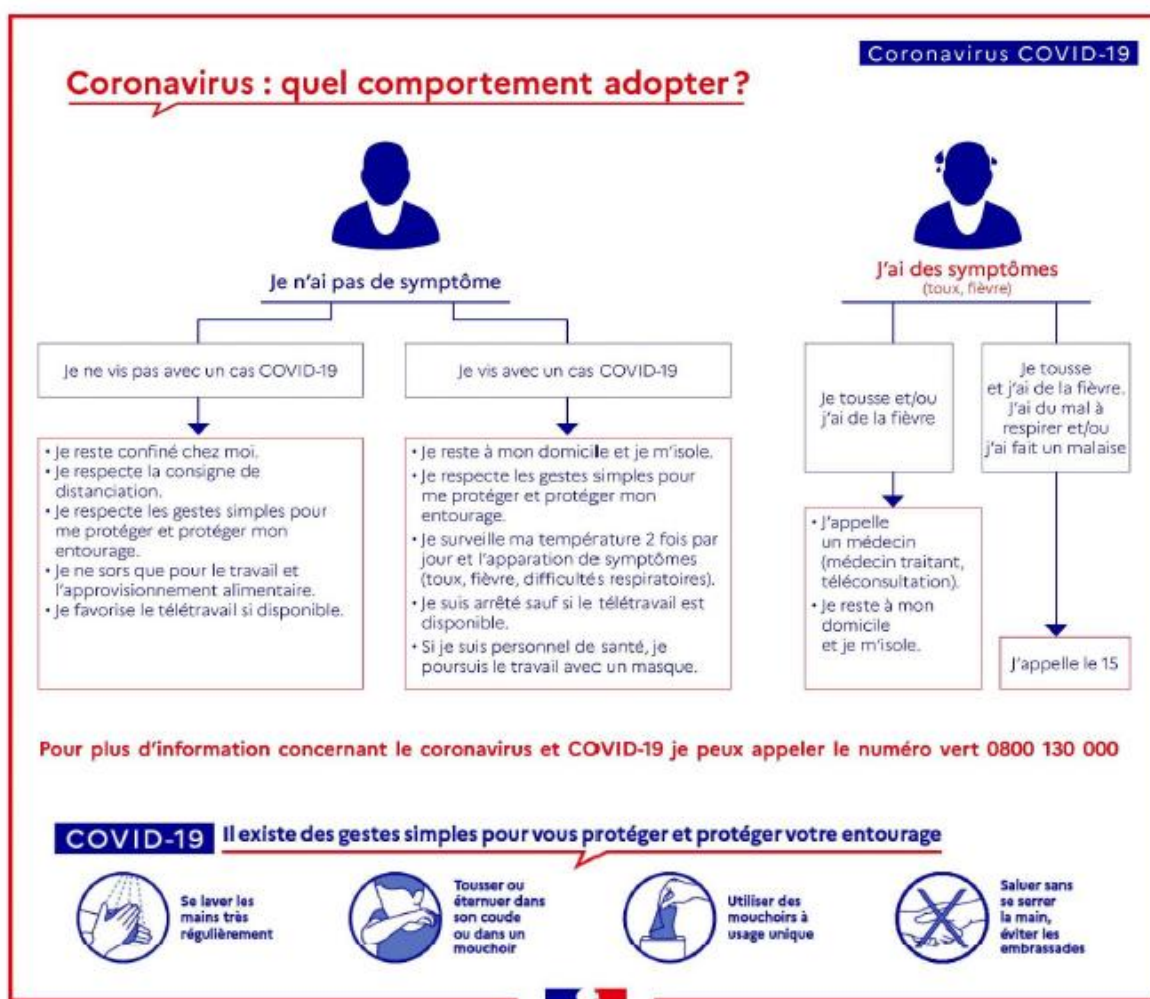 Coronavirus COVID-19
Coronavirus : quel comportement adopter ?
Je n'ai pas de symptôme
Je ne vis pas avec un cas COVID-19
• Je reste confiné chez moi.
• Je respecte la consigne de
distanciation.
• Je respecte les gestes simples pour
me protéger et protéger mon
entourage.
• Je ne sors que pour le travail et
l'approvisionnement alimentaire.
• Je favorise le télétravail si disponible.
Je vis avec un cas COVID-19
• Je reste à mon domicile et je m'isole.
• Je respecte les gestes simples pour
me protéger et protéger mon
entourage.
• Je surveille ma température 2 fois par
jour et l'apparation de symptômes
(toux, fièvre, difficultés respiratoires).
• Je suis arrêté sauf si le télétravail est
disponible.
• Si je suis personnel de santé, je
poursuis le travail avec un masque.
J'ai des symptômes
(toux, fièvre)
Je tousse et/ou
j'ai de la fièvre
• J'appelle
un médecin
(médecin traitant,
téléconsultation).
• Je reste à mon
domicile
et je m'isole.
Je tousse
et j'ai de la fièvre.
J'ai du mal à
respirer et/ou
j'ai fait un malaise
J'appelle le 15
Pour plus d'information concernant le coronavirus et COVID-19 je peux appeler le numéro vert 0800 130 000
COVID-19 Il existe des gestes simples pour vous protéger et protéger votre entourage
Se laver les
mains très
régulièrement
Tousser ou
éternuer dans
son coude
ou dans un
mouchoir
Utiliser des
mouchoirs à
usage unique
Saluer sans
se serrer
la main,
éviter les
embrassades